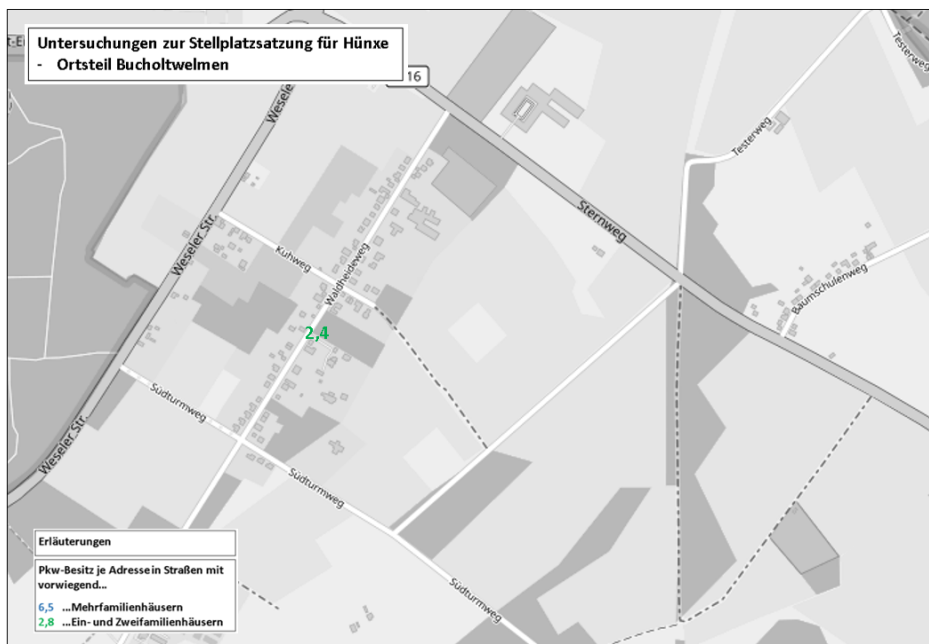 Untersuchungen zur Stellplatzsatzung für Hünxe
- Ortsteil Bucholtwelmen
16
Testerweg
Weseler
Testerweg
Sternweg
Weseler Str.
Kuhweg
Waldheideweg
Baumschulenweg
2,4
Südturmweg
Weseler Str.
Südturmweg
Südturmweg
Erläuterungen
Pkw-Besitz je Adresse in Straßen mit
vorwiegend...
6,5 ...Mehrfamilienhäusern
2,8 ...Ein- und Zweifamilienhäusern